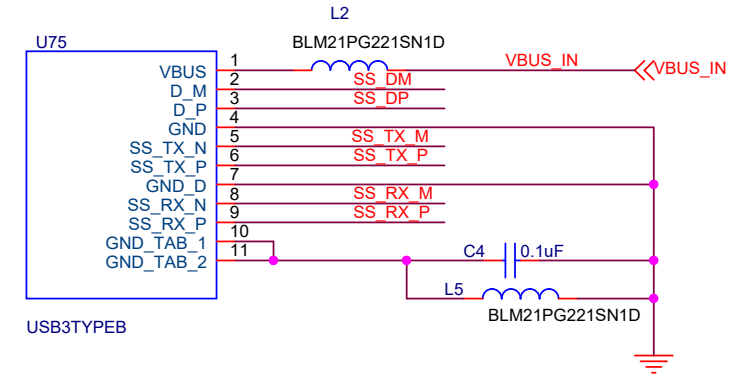 L2
U75
BLM21PG221SN1D
1
VBUS
VBUS_IN
VBUS_IN
2
D_M
SS_DM
3
D_P
SS_DP
4
GND
5
SS_TX_N
SS_TX_M
6
SS_TX_P
SS_TX_P
7
GND_D
8
SS_RX_N
SS_RX_M
9
SS_RX_P
SS_RX_P
10
GND_TAB_1
11
GND_TAB_2
C4
0.1uF
L5
BLM21PG221SN1D
USB3TYPEB